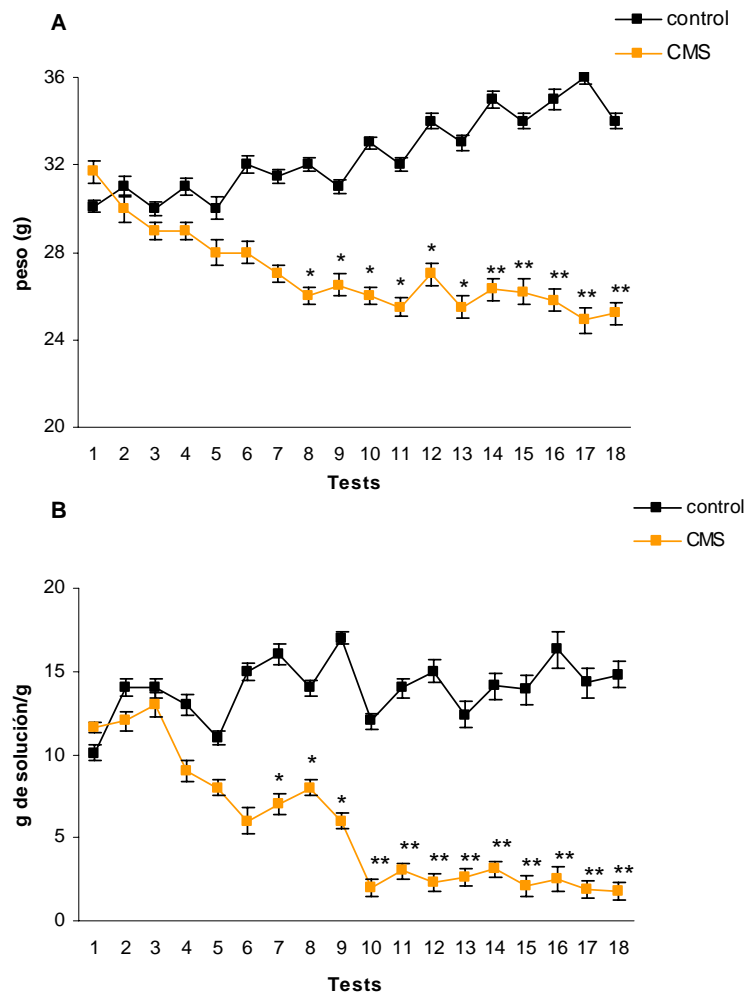 A
control
CMS
36
32
28
24
20
peso (g)
* * * * * * ** ** ** ** **
1 2 3 4 5 6 7 8 9 10 11 12 13 14 15 16 17 18
Tests
B
control
CMS
20
15
10
5
0
g de solución/g
* * * ** ** ** ** ** ** ** ** **
1 2 3 4 5 6 7 8 9 10 11 12 13 14 15 16 17 18
Tests